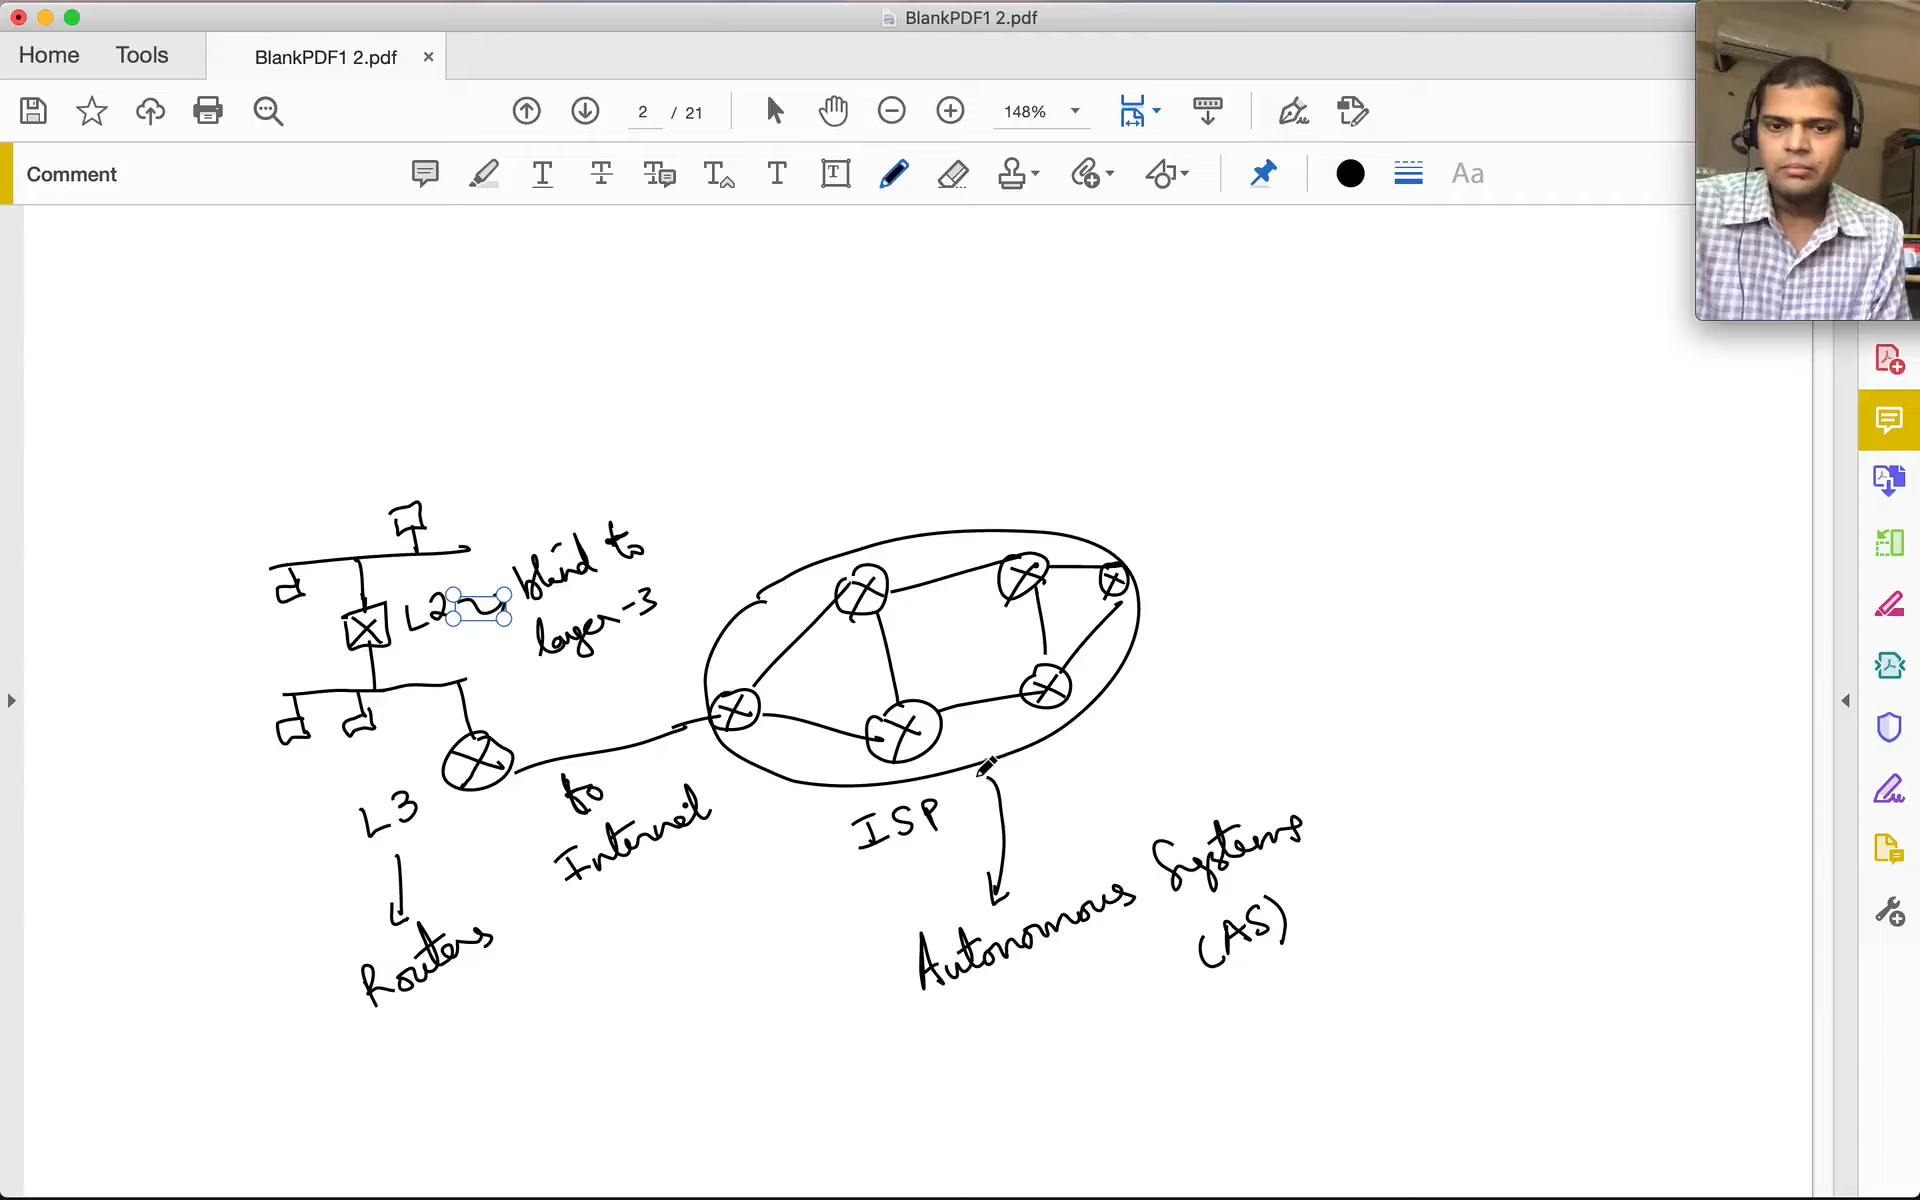 BlankPDF1 2.pdf
Home Tools BlankPDF1 2.pdf ×
2 / 21 148%
Comment T T T T T T Aa
L2 blind to
layer-3
L3
Routers
to
Internet
ISP
Autonomous Systems
(AS)